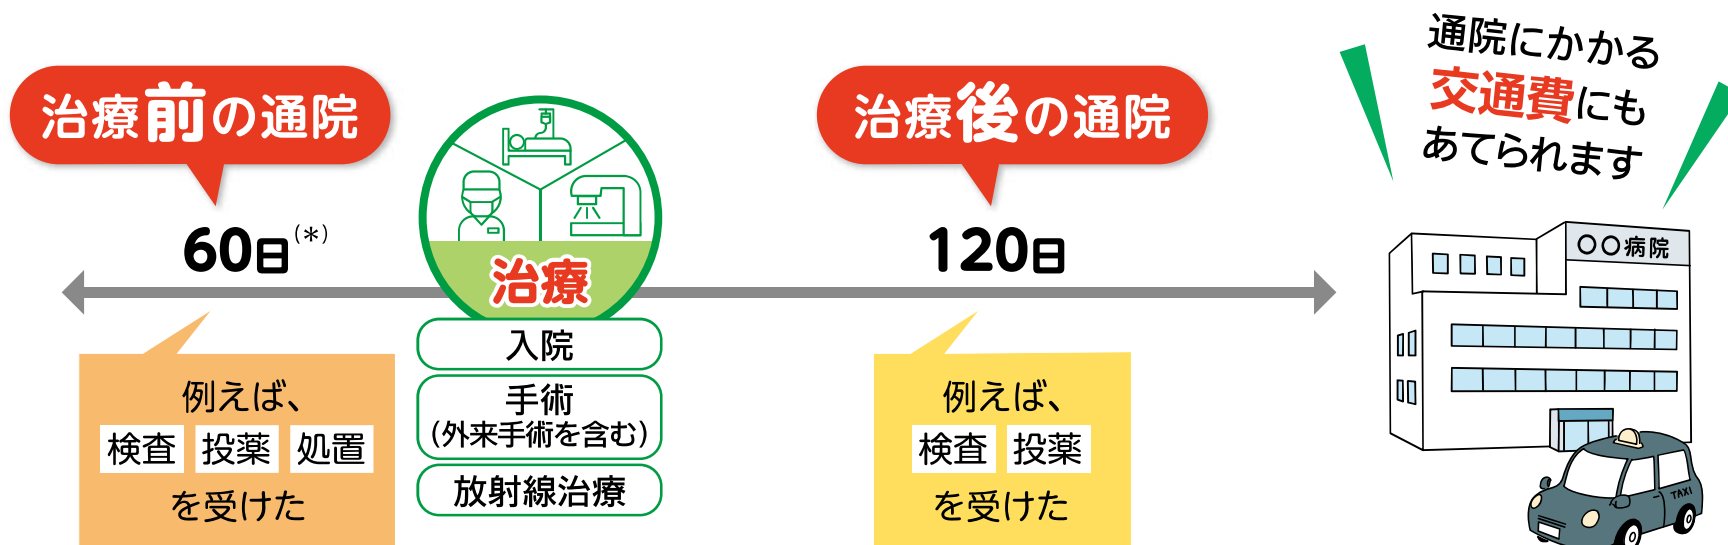 治療前の通院
60日(*)
例えば、
検査 投薬 処置
を受けた
治療
入院
手術
(外来手術を含む)
放射線治療
治療後の通院
120日
例えば、
検査 投薬
を受けた
通院にかかる
交通費にも
あてられます
○○病院
TAXI